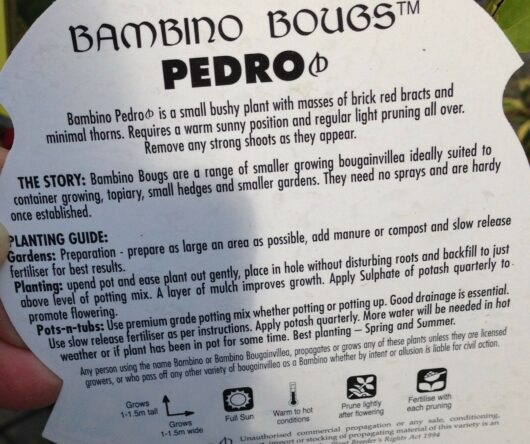 BAMBINO BOUGS™
PEDRO
Bambino Pedro is a small bushy plant with masses of brick red bracts and
minimal thorns. Requires a warm sunny position and regular light pruning all over.
Remove any strong shoots as they appear.
THE STORY: Bambino Bougs are a range of smaller growing bougainvillea ideally suited to
container growing, topiary, small hedges and smaller gardens. They need no sprays and are hardy
once established.
PLANTING GUIDE:
Gardens: Preparation - prepare as large an area as possible, add manure or compost and slow release
fertiliser for best results.
Planting: upend pot and ease plant out gently, place in hole without disturbing roots and backfill to just
above level of potting mix. A layer of mulch improves growth. Apply Sulphate of potash quarterly to
promote flowering.
Pots-n-tubs: Use premium grade potting mix whether potting or potting up. Good drainage is essential.
Use slow release fertiliser as per instructions. Apply potash quarterly. More water will be needed in hot
weather or if plant has been in pot for some time. Best planting – Spring and Summer.
Any person using the name Bambino or Bambino Bougainvillea, propagates or grows any of these plants unless they are licensed
growers, or who pass off any other variety of bougainvillea as a Bambino whether by intent or allusion is liable for civil action.
Grows
1-1.5m tall
Grows
1-1.5m wide
Full Sun
Warm to hot
conditions
Prune lightly
after flowering
Fertilise with
each pruning
Unauthorised commercial propagation or any sale, conditioning,
import or stocking of propagating material of this variety is an
Plant Breeder's Rights Act